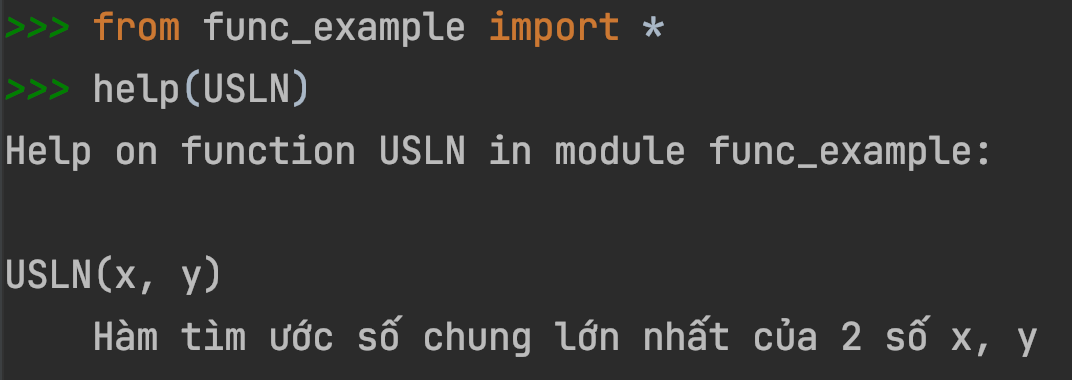 >>> from func_example import *
>>> help(USLN)
Help on function USLN in module func_example:
USLN(x, y)
Hàm tìm ước số chung lớn nhất của 2 số x, y